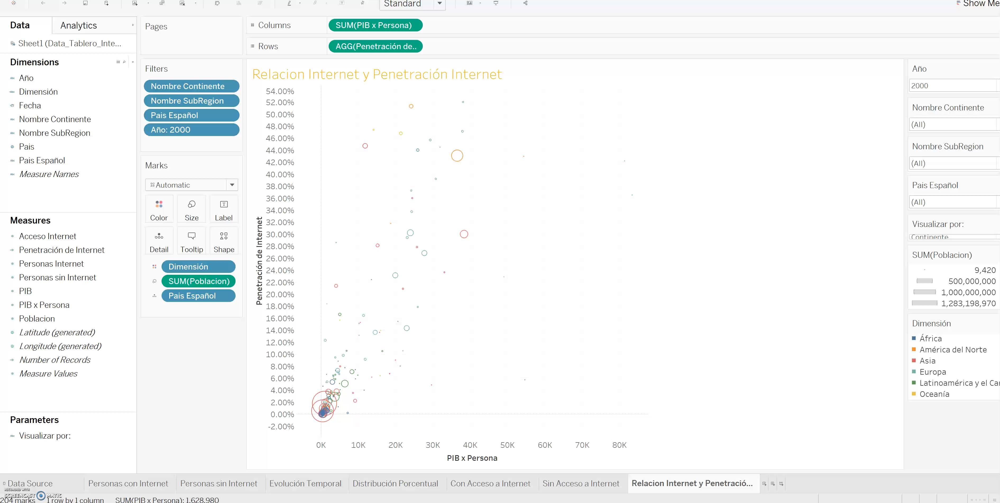 Standard
Show Me
Data
Analytics
Sheet1 (Data_Tablero_Inte...
Dimensions
Abc Año
Abc Dimensión
Fecha
Abc Nombre Continente
Abc Nombre SubRegion
Pais
Abc Pais Español
Abc Measure Names
Measures
Acceso Internet
Penetración de Internet
Personas Internet
Personas sin Internet
PIB
PIB x Persona
Poblacion
Latitude (generated)
Longitude (generated)
Number of Records
Measure Values
Parameters
Abc Visualizar por:
Pages
Filters
Nombre Continente
Nombre SubRegion
Pais Español
Año: 2000
Marks
Automatic
Color
Size
Label
Detail
Tooltip
Shape
Dimensión
SUM(Poblacion)
Pais Español
Columns
SUM(PIB x Persona)
Rows
AGG(Penetración de..
Relacion Internet y Penetración Internet
Penetración de Internet
54.00%
52.00%
50.00%
48.00%
46.00%
44.00%
42.00%
40.00%
38.00%
36.00%
34.00%
32.00%
30.00%
28.00%
26.00%
24.00%
22.00%
20.00%
18.00%
16.00%
14.00%
12.00%
10.00%
8.00%
6.00%
4.00%
2.00%
0.00%
-2.00%
0K 10K 20K 30K 40K 50K 60K 70K 80K
PIB x Persona
Año
2000
Nombre Continente
(All)
Nombre SubRegion
(All)
Pais Español
(All)
Visualizar por:
Continente
SUM(Poblacion)
9,420
500,000,000
1,000,000,000
1,283,198,970
Dimensión
África
América del Norte
Asia
Europa
Latinoamérica y el Ca
Oceanía
Data Source
Personas con Internet
Personas sin Internet
Evolución Temporal
Distribución Porcentual
Con Acceso a Internet
Sin Acceso a Internet
Relacion Internet y Penetració...
RECORDED WITH
SCREENCAST MATIC
204 marks 1 row by 1 column SUM(PIB x Persona): 1,628,980